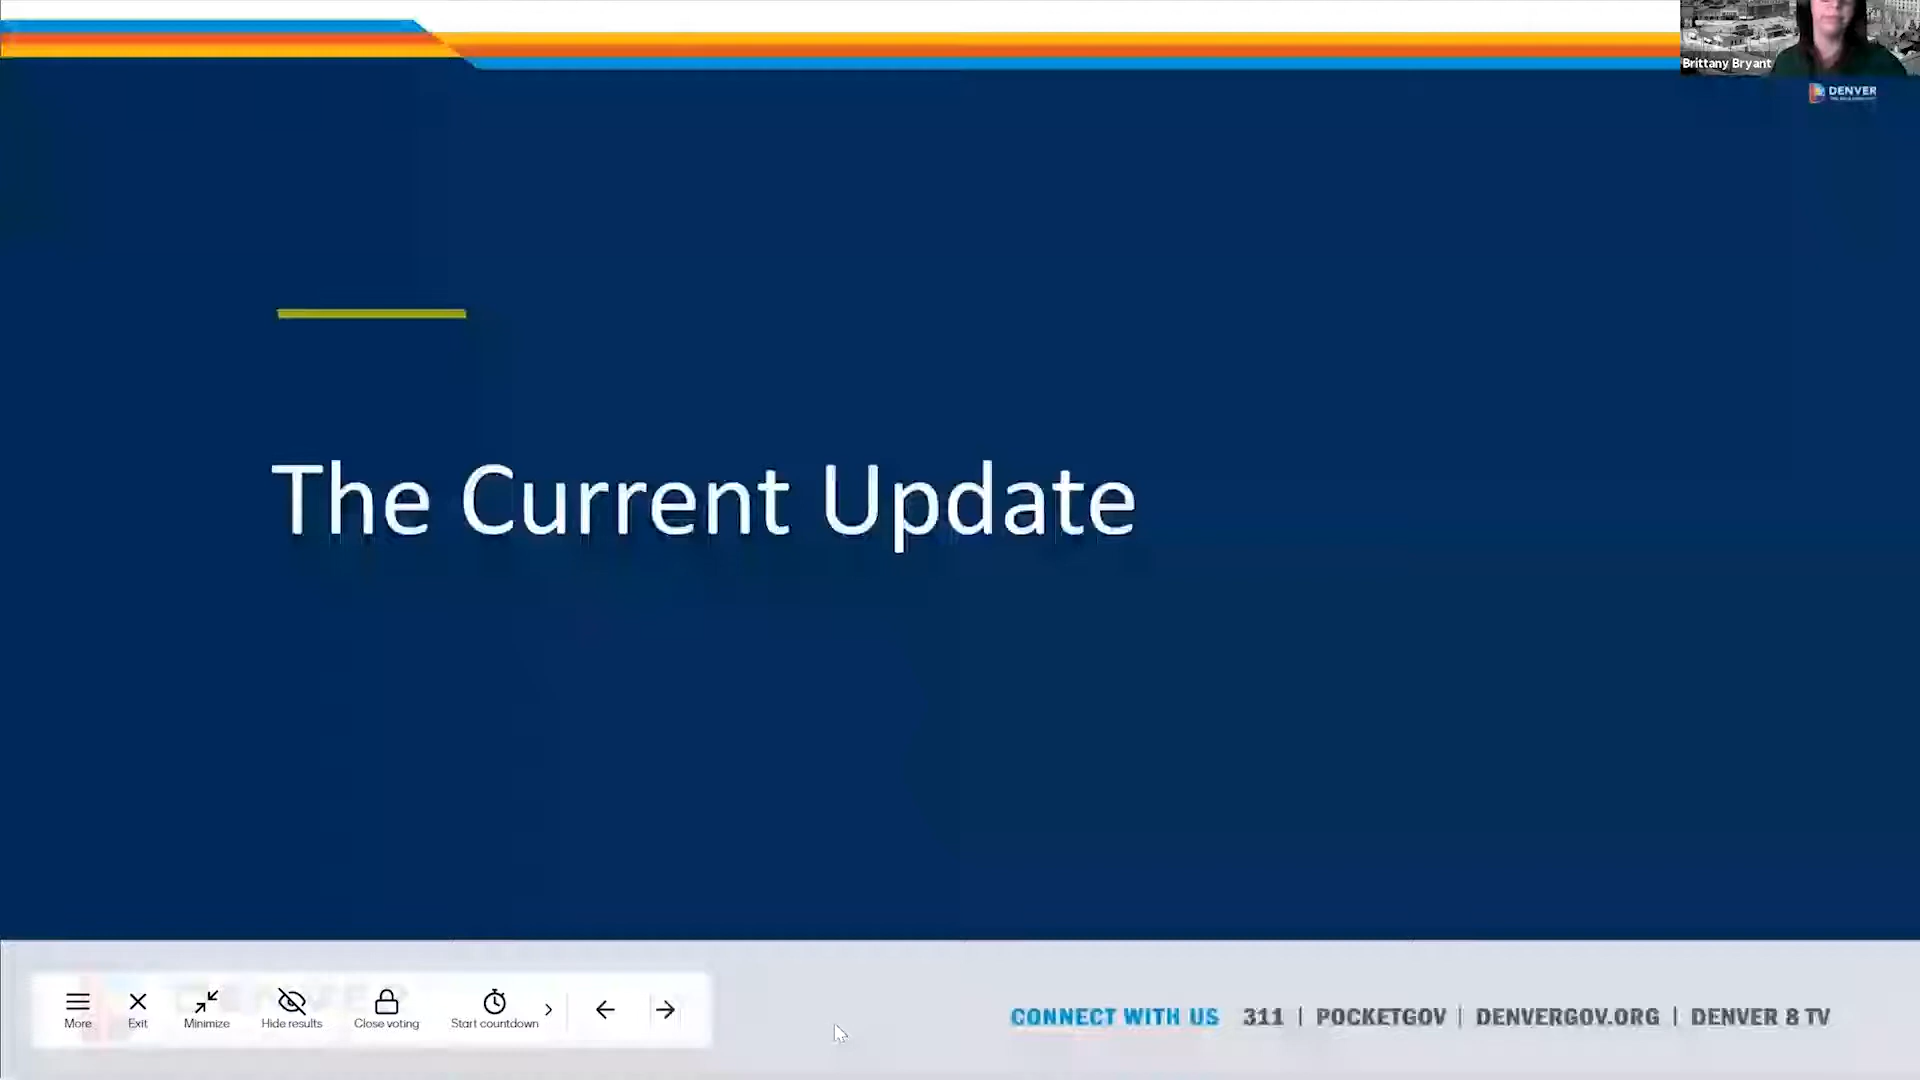 Brittany Bryant
DENVER
The Current Update
More
Exit
Minimize
Hide results
Close voting
Start countdown
CONNECT WITH US 311 | POCKETGOV | DENVERGOV.ORG | DENVER 8 TV